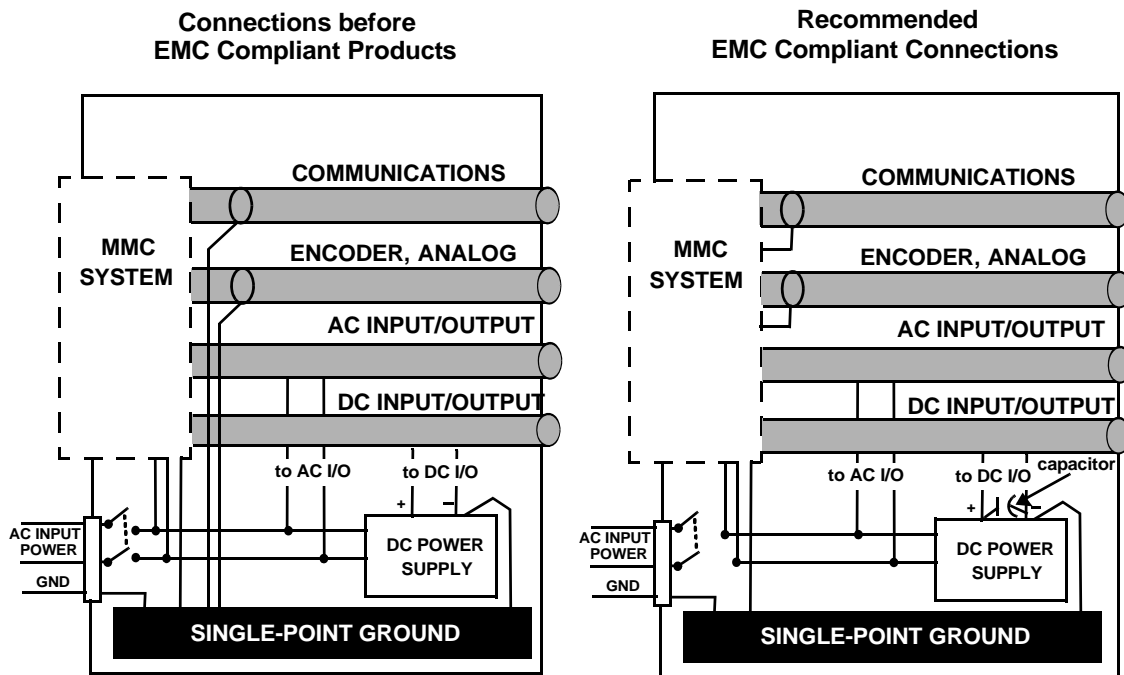 Connections before
EMC Compliant Products
COMMUNICATIONS
MMC
SYSTEM
ENCODER, ANALOG
AC INPUT/OUTPUT
DC INPUT/OUTPUT
to AC I/O
to DC I/O
+
–
AC INPUT
POWER
GND
DC POWER
SUPPLY
SINGLE-POINT GROUND
Recommended
EMC Compliant Connections
COMMUNICATIONS
MMC
SYSTEM
ENCODER, ANALOG
AC INPUT/OUTPUT
DC INPUT/OUTPUT
to AC I/O
to DC I/O
capacitor
+
–
AC INPUT
POWER
GND
DC POWER
SUPPLY
SINGLE-POINT GROUND